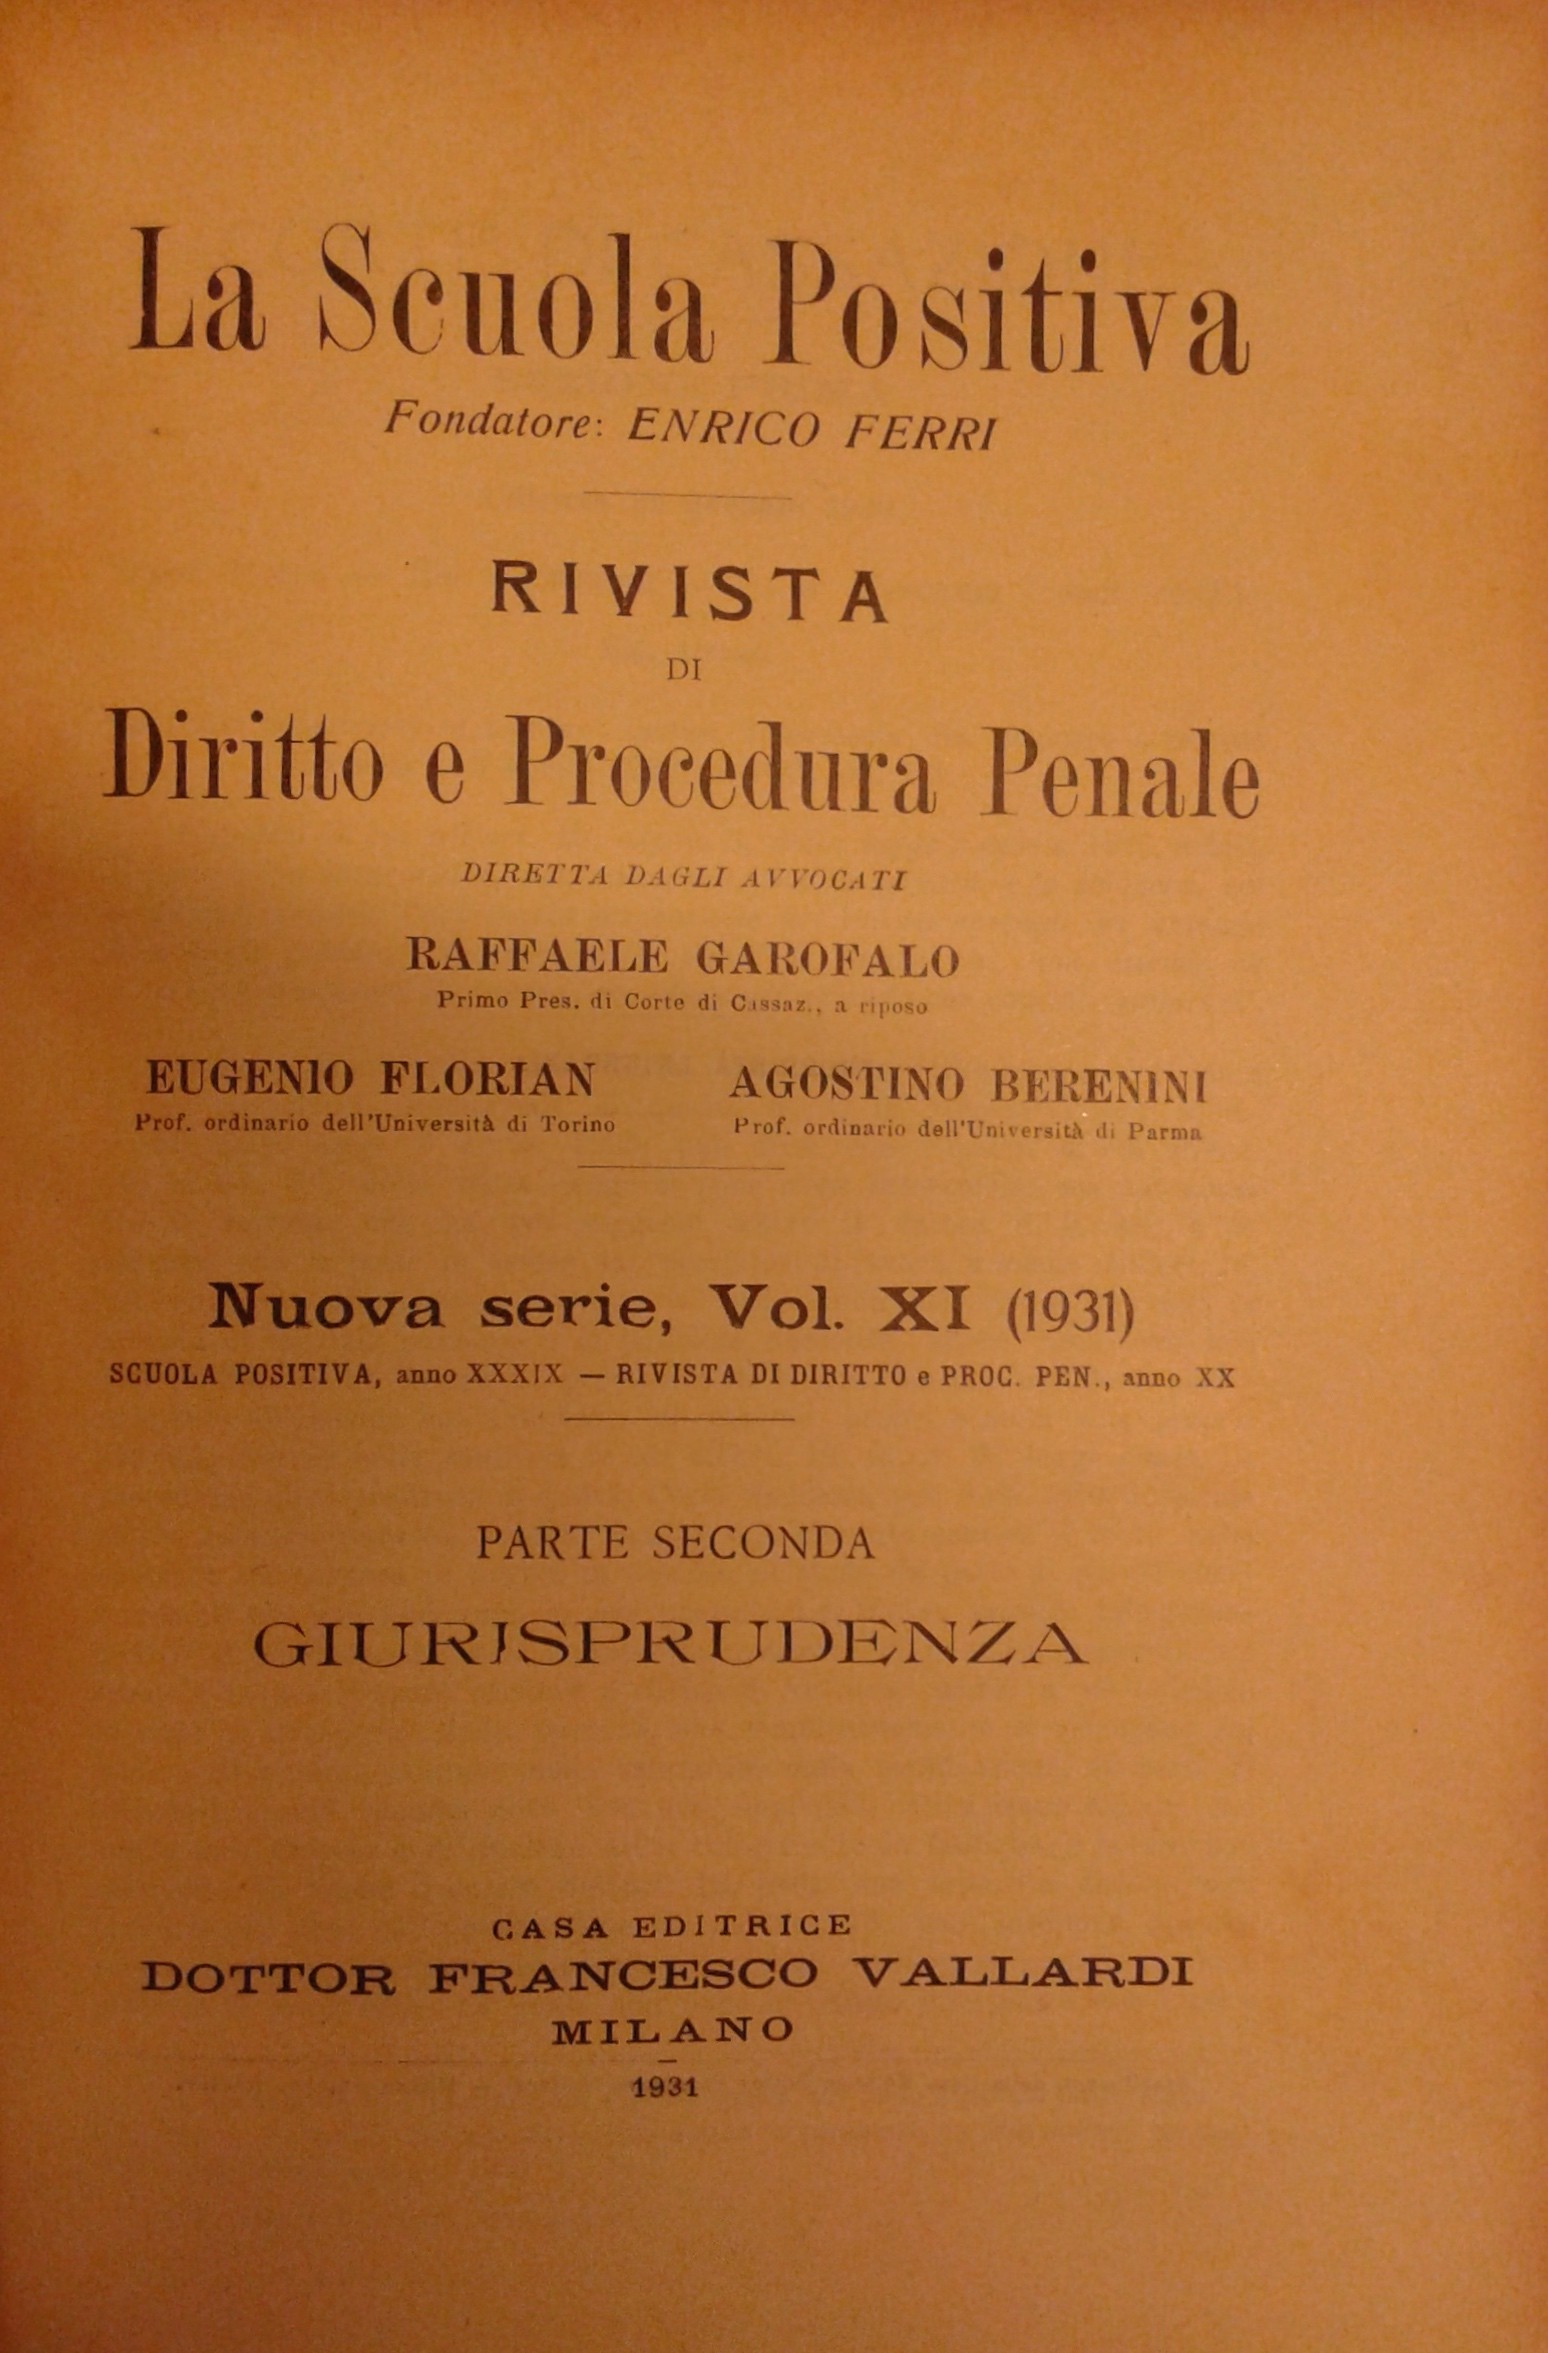 La Scuola Positiva
Fondatore: ENRICO FERRI
RIVISTA
DI
Diritto e Procedura Penale
DIRETTA DAGLI AVVOCATI
RAFFAELE GAROFALO
Primo Pres. di Corte di Cassaz., a riposo
EUGENIO FLORIAN
Prof. ordinario dell'Università di Torino
AGOSTINO BERENINI
Prof. ordinario dell'Università di Parma
Nuova serie, Vol. XI (1931)
SCUOLA POSITIVA, anno XXXIX — RIVISTA DI DIRITTO e PROC. PEN., anno XX
PARTE SECONDA
GIURISPRUDENZA
CASA EDITRICE
DOTTOR FRANCESCO VALLARDI
MILANO
1931